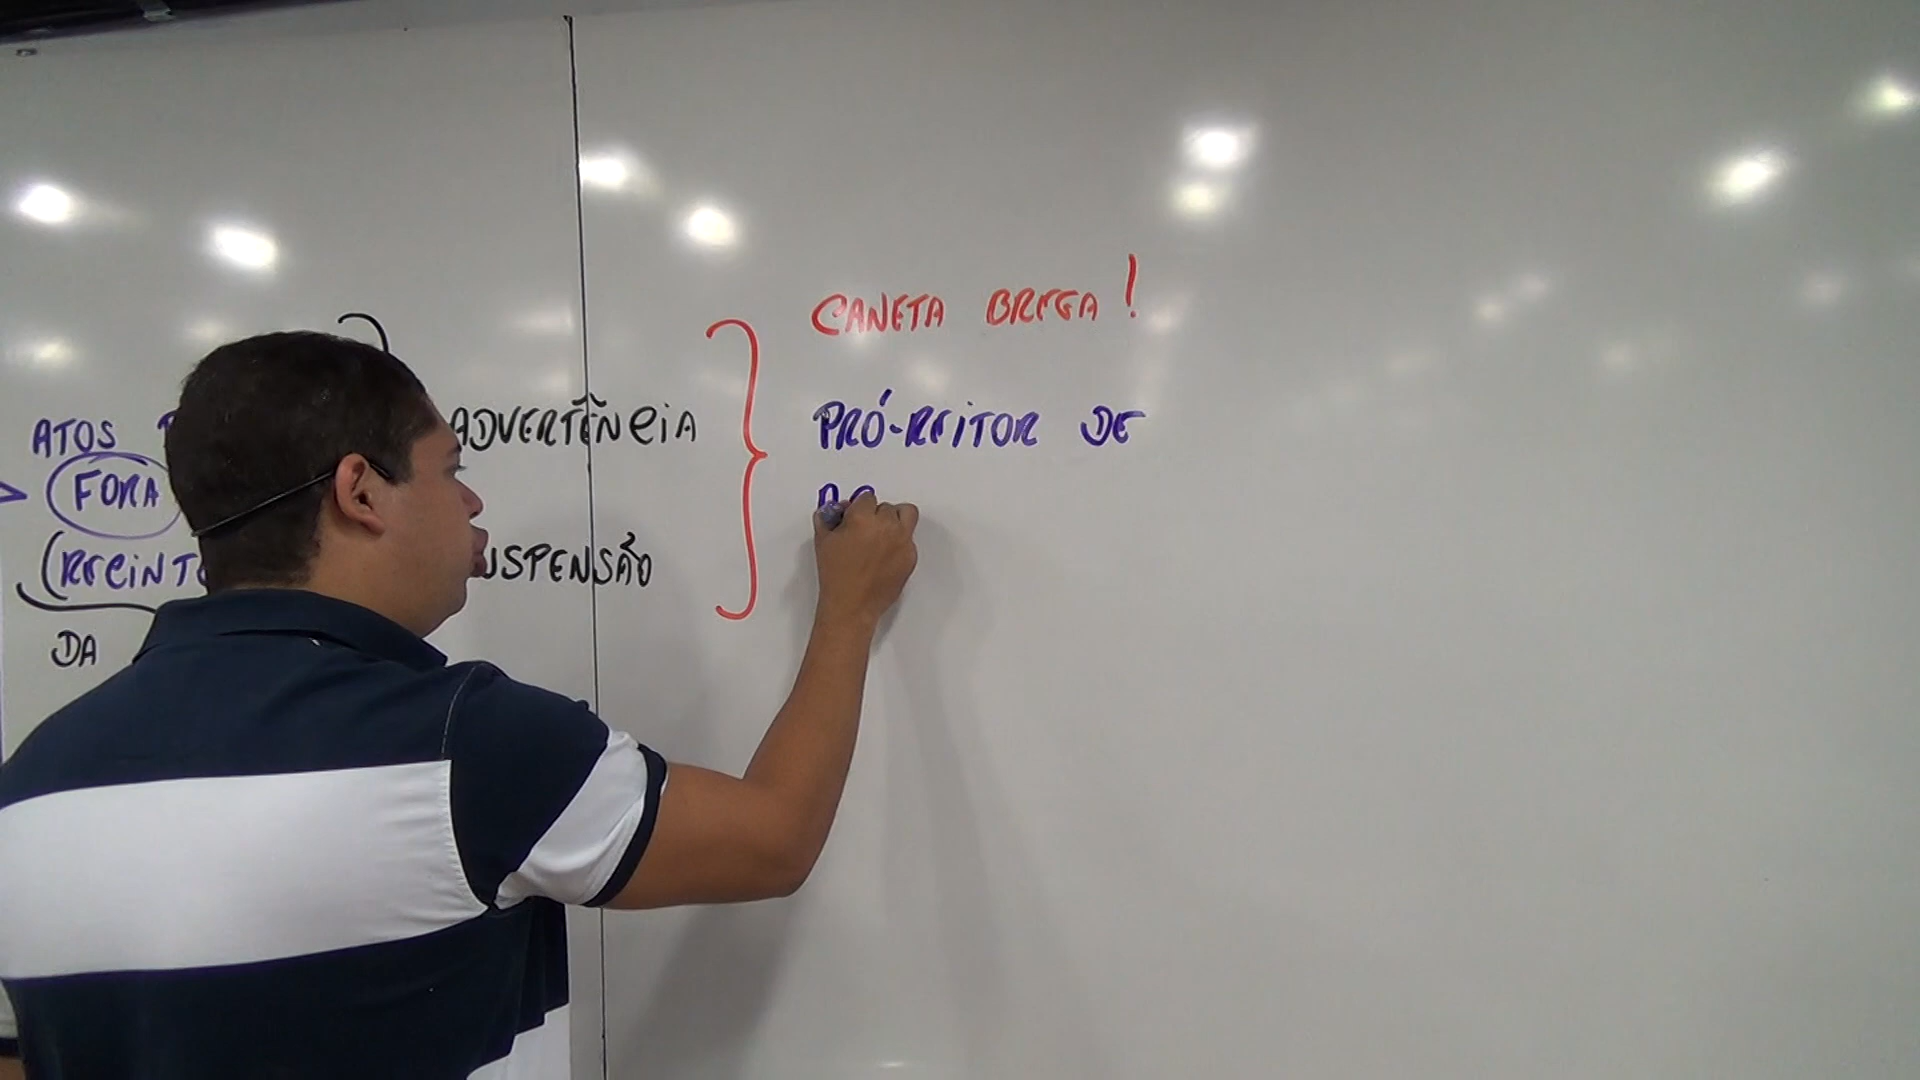 ATOS
FORA
(RECINTO
DA
ADVERTÊNCIA
SUSPENSÃO
CANETA BREGA!
PRÓ-REITOR DE